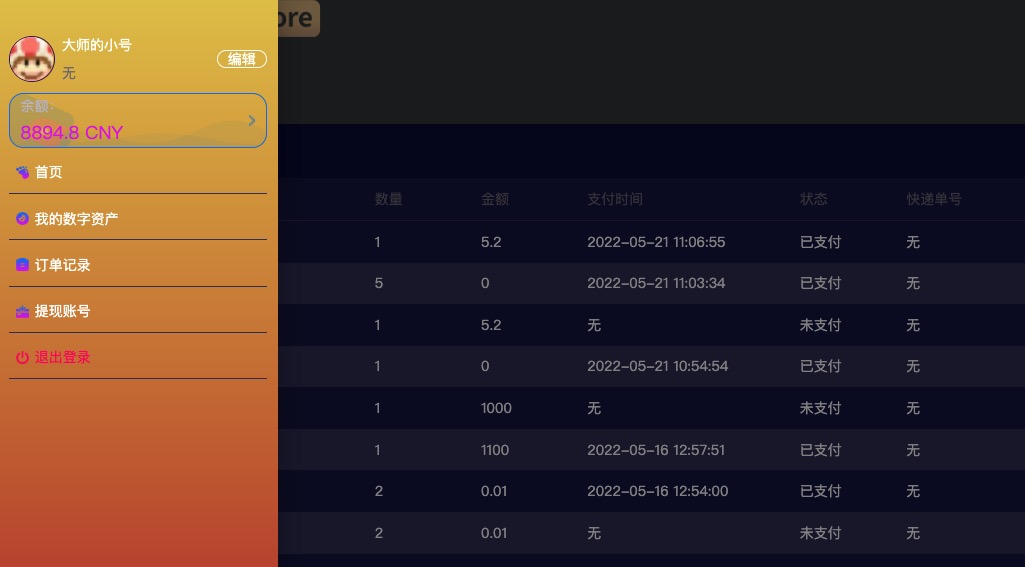 大师的小号
无
编辑
余额:
8894.8 CNY
首页
我的数字资产
订单记录
提现账号
退出登录
ore
数量 金额 支付时间 状态 快递单号
1 5.2 2022-05-21 11:06:55 已支付 无
5 0 2022-05-21 11:03:34 已支付 无
1 5.2 无 未支付 无
1 0 2022-05-21 10:54:54 已支付 无
1 1000 无 未支付 无
1 1100 2022-05-16 12:57:51 已支付 无
2 0.01 2022-05-16 12:54:00 已支付 无
2 0.01 无 未支付 无